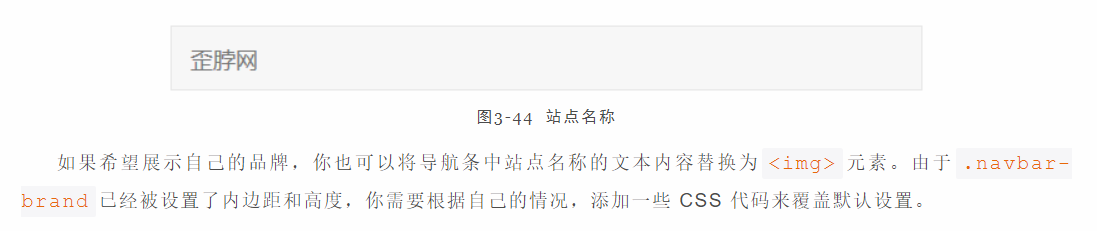 歪脖网
图3-44 站点名称
如果希望展示自己的品牌，你也可以将导航条中站点名称的文本内容替换为 <img> 元素。由于 .navbar-
brand 已经被设置了内边距和高度，你需要根据自己的情况，添加一些 CSS 代码来覆盖默认设置。